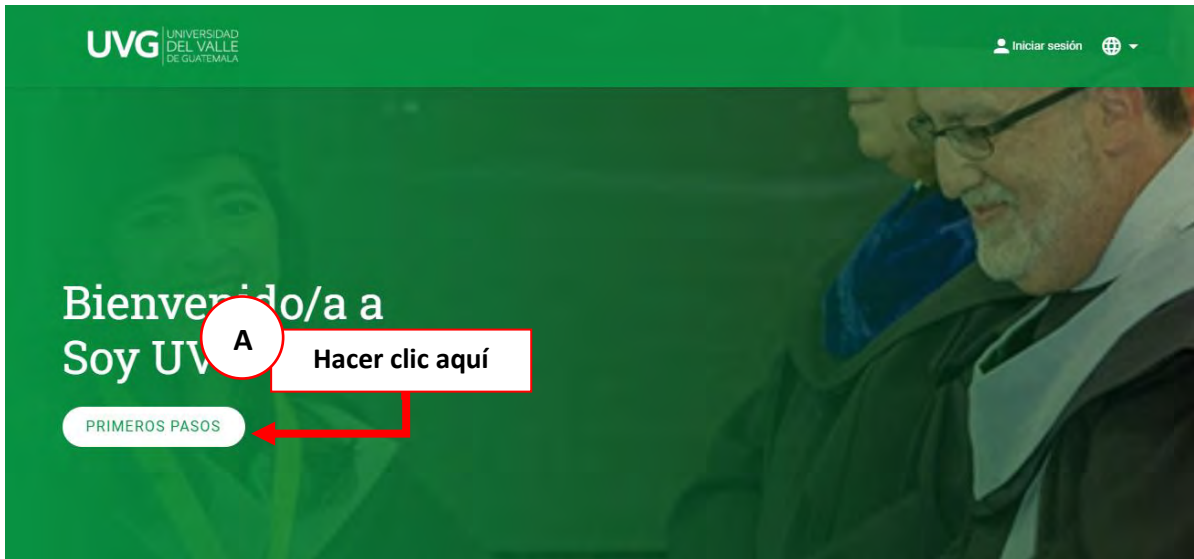 UVG UNIVERSIDAD
DEL VALLE
DE GUATEMALA
Iniciar sesión
Bienvenido/a a
Soy UV
A
Hacer clic aquí
PRIMEROS PASOS